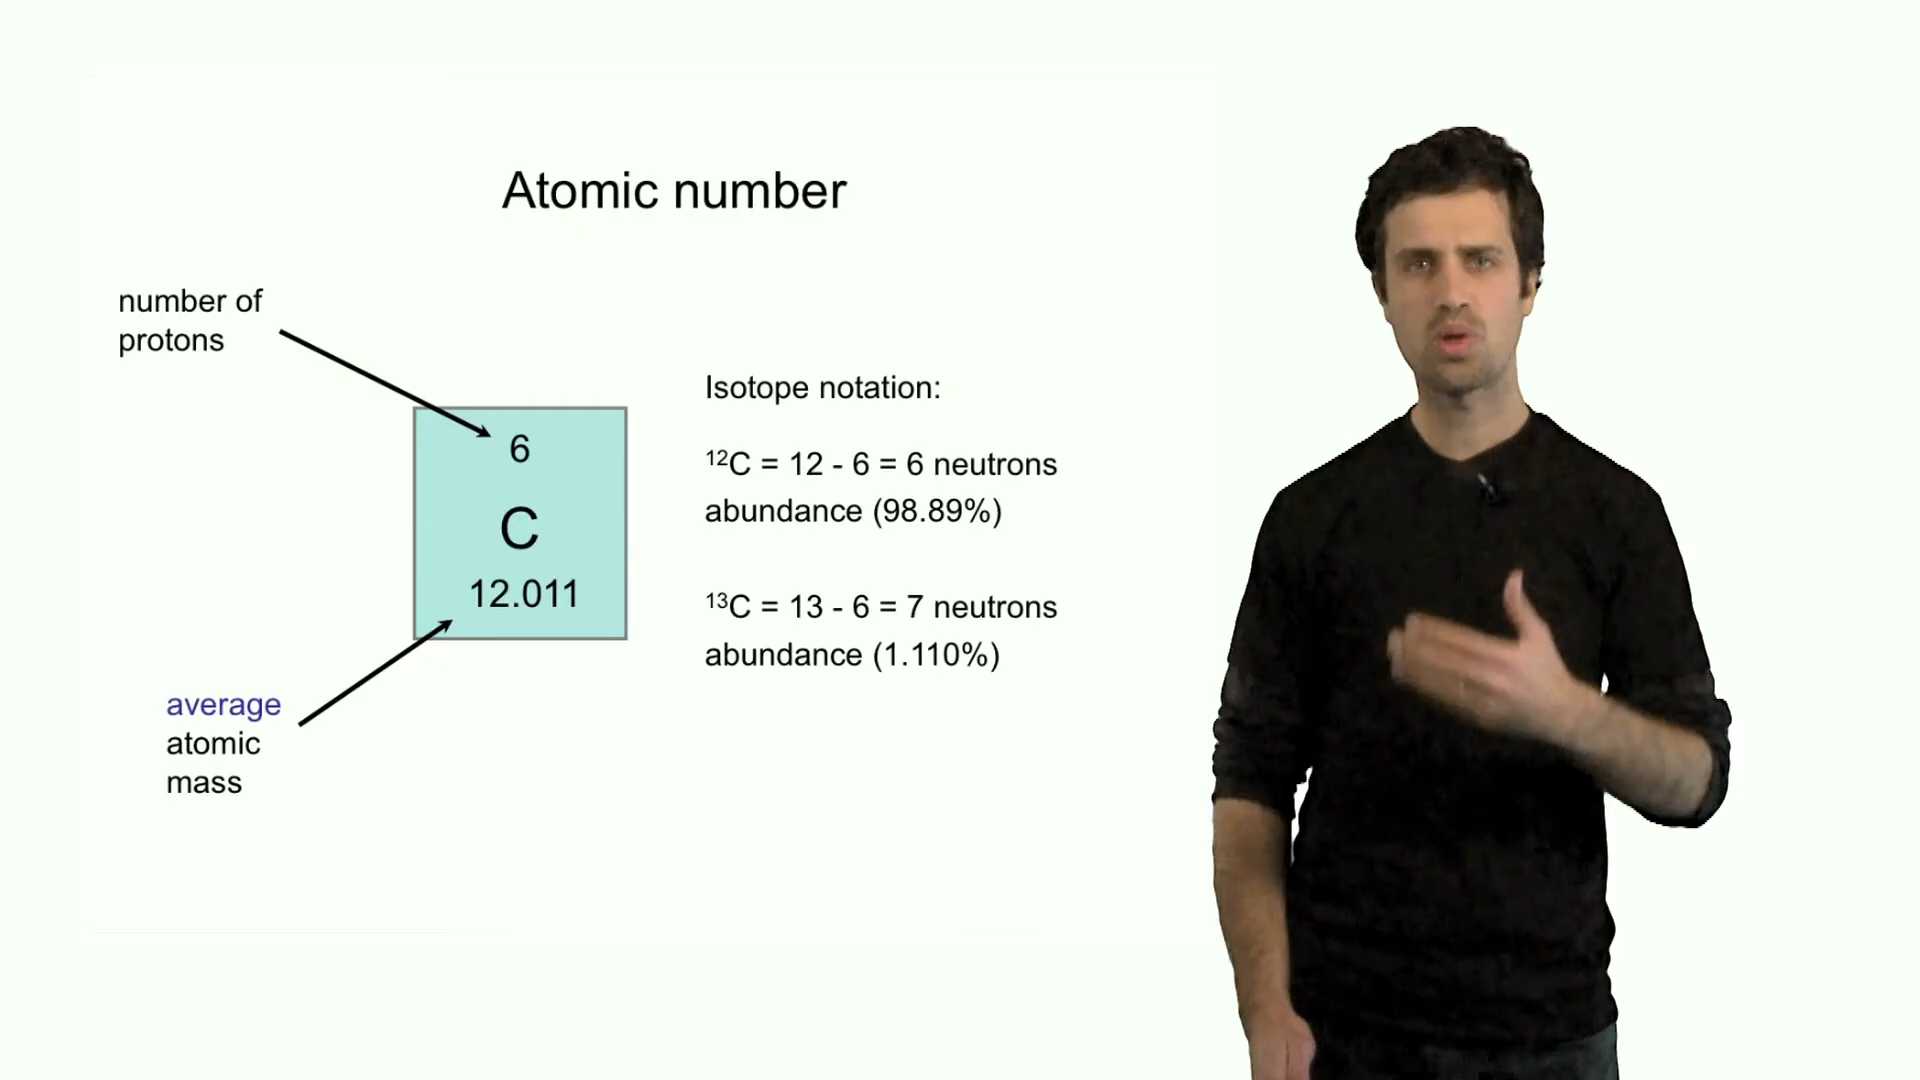 Atomic number
number of
protons
6
C
12.011
average
atomic
mass
Isotope notation:
¹²C = 12 - 6 = 6 neutrons
abundance (98.89%)
¹³C = 13 - 6 = 7 neutrons
abundance (1.110%)